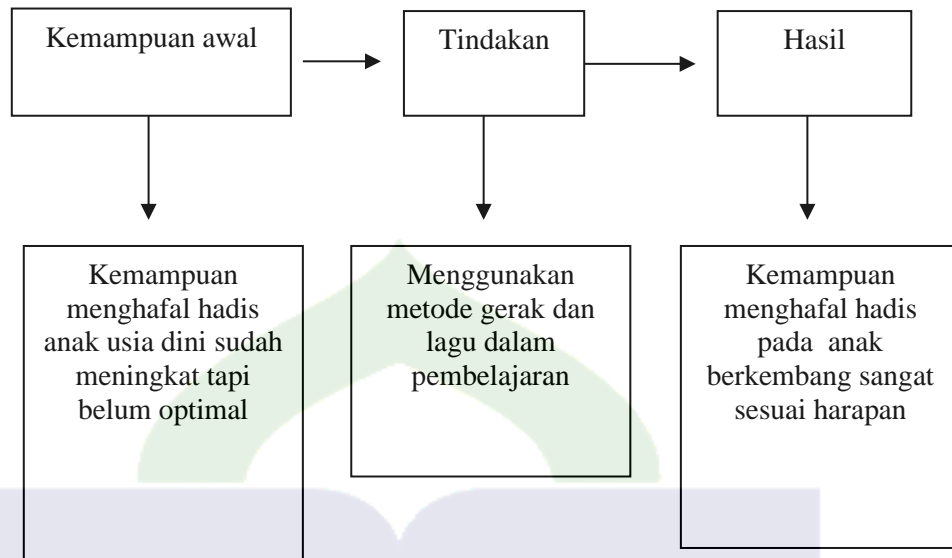 Kemampuan awal
Tindakan
Hasil
Kemampuan
menghafal hadis
anak usia dini sudah
meningkat tapi
belum optimal
Menggunakan
metode gerak dan
lagu dalam
pembelajaran
Kemampuan
menghafal hadis
pada anak
berkembang sangat
sesuai harapan